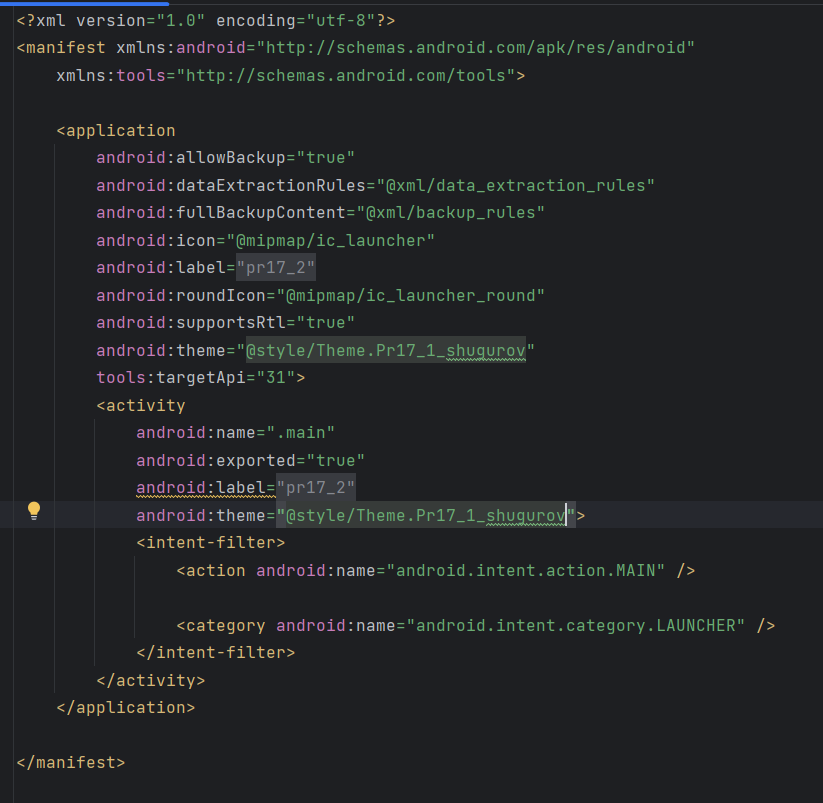 <?xml version="1.0" encoding="utf-8"?>
<manifest xmlns:android="http://schemas.android.com/apk/res/android"
    xmlns:tools="http://schemas.android.com/tools">

    <application
        android:allowBackup="true"
        android:dataExtractionRules="@xml/data_extraction_rules"
        android:fullBackupContent="@xml/backup_rules"
        android:icon="@mipmap/ic_launcher"
        android:label="pr17_2"
        android:roundIcon="@mipmap/ic_launcher_round"
        android:supportsRtl="true"
        android:theme="@style/Theme.Pr17_1_shugurov"
        tools:targetApi="31">
        <activity
            android:name=".main"
            android:exported="true"
            android:label="pr17_2"
            android:theme="@style/Theme.Pr17_1_shugurov">
            <intent-filter>
                <action android:name="android.intent.action.MAIN" />

                <category android:name="android.intent.category.LAUNCHER" />
            </intent-filter>
        </activity>
    </application>

</manifest>